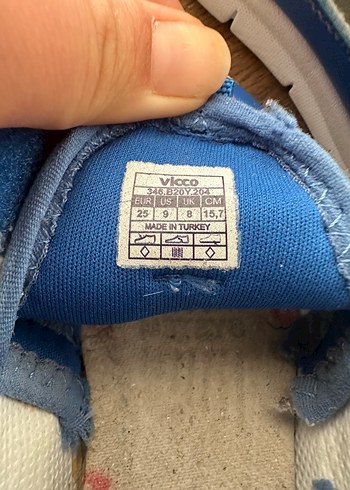 vicco
346.B20Y.204
EUR US UK CM
25 9 8 15,7
MADE IN TURKEY